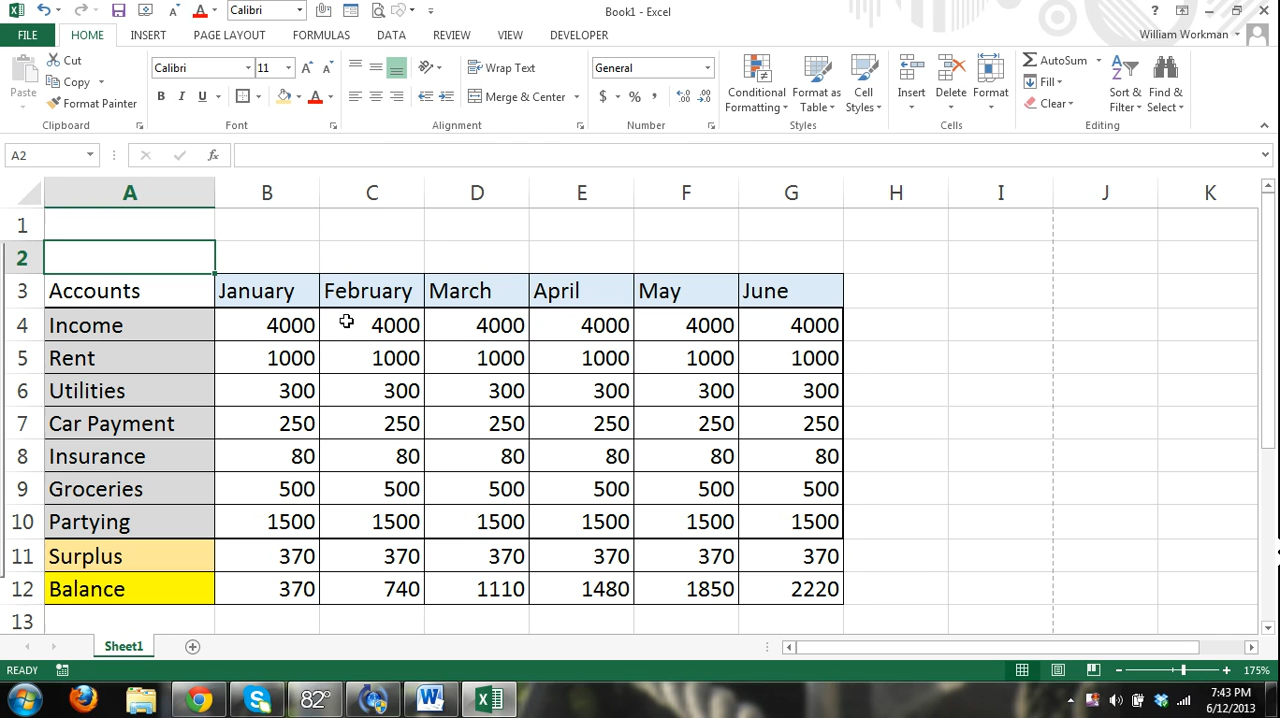 Calibri
Book1 - Excel
?
FILE HOME INSERT PAGE LAYOUT FORMULAS DATA REVIEW VIEW DEVELOPER
William Workman
Cut
Copy
Format Painter
Paste
Clipboard
Calibri 11
B I U
A
Font
Wrap Text
Merge & Center
Alignment
General
$ % ,
Number
Conditional Formatting
Format as Table
Cell Styles
Styles
Insert Delete Format
Cells
AutoSum
Fill
Clear
Sort & Filter
Find & Select
Editing
A2 fx
A B C D E F G H I J K
1
2
3 Accounts January February March April May June
4 Income 4000 4000 4000 4000 4000 4000
5 Rent 1000 1000 1000 1000 1000 1000
6 Utilities 300 300 300 300 300 300
7 Car Payment 250 250 250 250 250 250
8 Insurance 80 80 80 80 80 80
9 Groceries 500 500 500 500 500 500
10 Partying 1500 1500 1500 1500 1500 1500
11 Surplus 370 370 370 370 370 370
12 Balance 370 740 1110 1480 1850 2220
13
Sheet1
READY
175%
82°
7:43 PM
6/12/2013